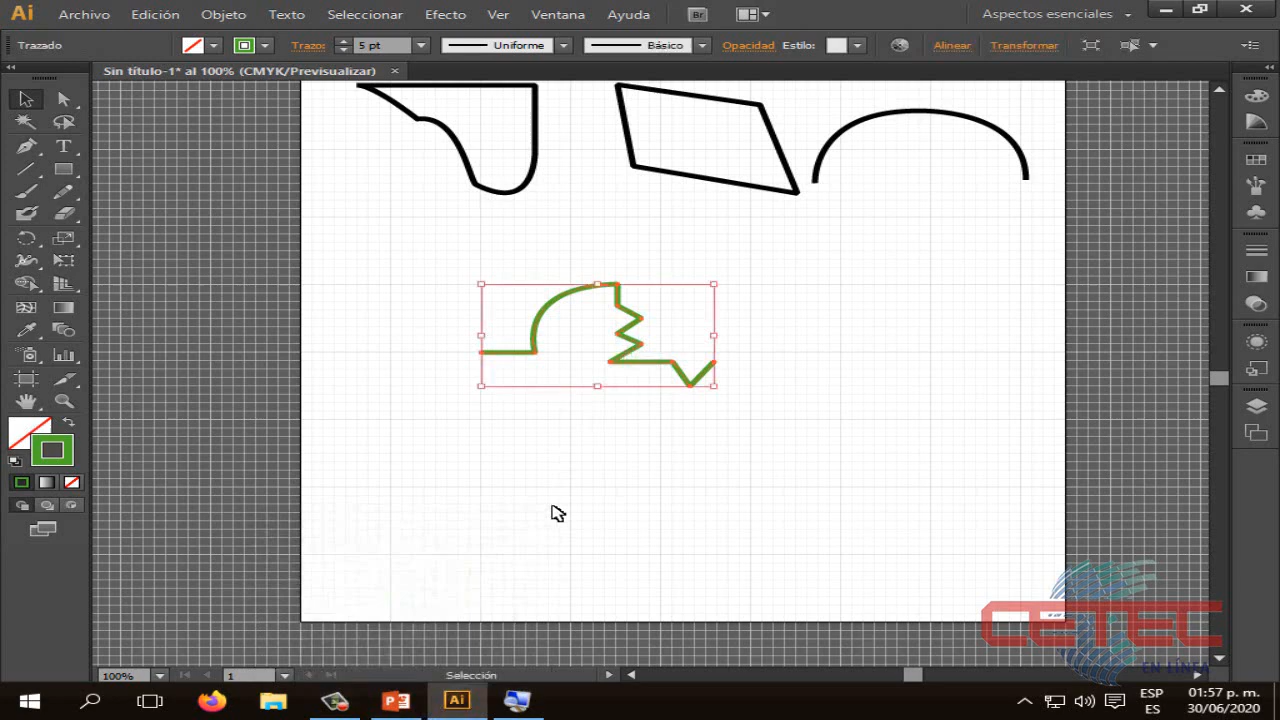 Ai Archivo Edición Objeto Texto Seleccionar Efecto Ver Ventana Ayuda Br Aspectos esenciales
Trazado Trazo: 5 pt Uniforme Básico Opacidad Estilo: Alinear Transformar
Sin título-1* al 100% (CMYK/Previsualizar)
CETEC
EN LÍNEA
100% 1 Selección
Ai ESP 01:57 p. m.
ES 30/06/2020